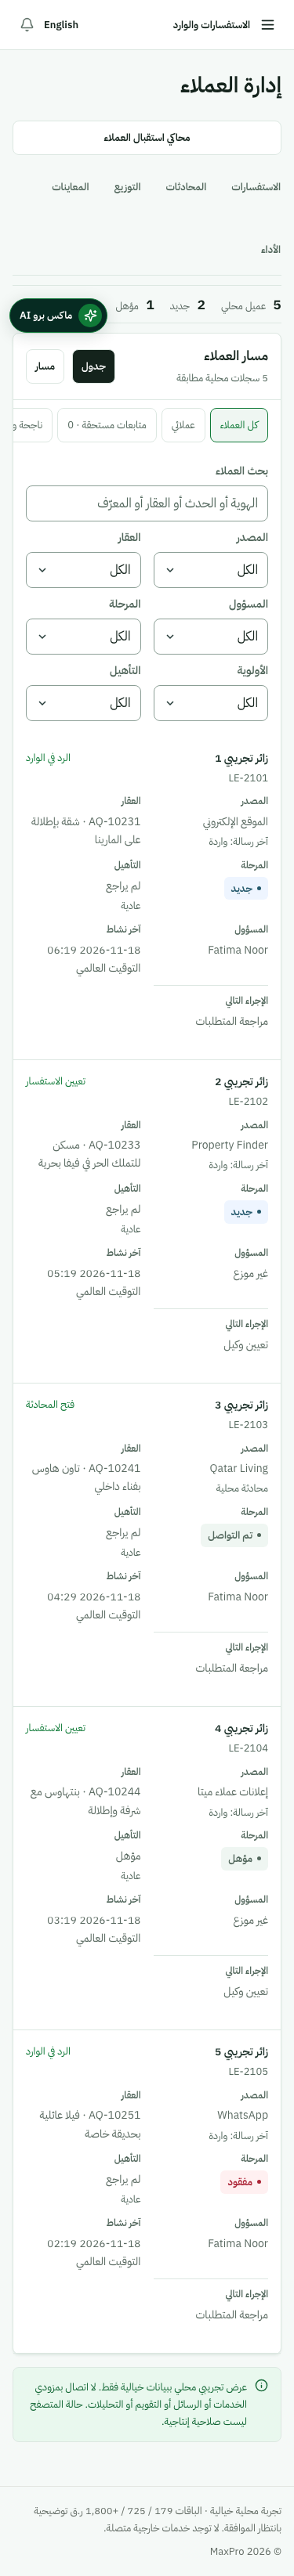 الاستفسارات والوارد
English
إدارة العملاء
محاكي استقبال العملاء
الاستفسارات
المحادثات
التوزيع
المعاينات
الأداء
5 عميل محلي
2 جديد
1 مؤهل
ماكس برو AI
مسار العملاء
5 سجلات محلية مطابقة
جدول
مسار
كل العملاء
عملائي
متابعات مستحقة · 0
ناجحة و
بحث العملاء
الهوية أو الحدث أو العقار أو المعرّف
المصدر
العقار
الكل
الكل
المسؤول
المرحلة
الكل
الكل
الأولوية
التأهيل
الكل
الكل
زائر تجريبي 1
الرد في الوارد
LE-2101
المصدر
العقار
الموقع الإلكتروني
AQ-10231 · شقة بإطلالة
على المارينا
آخر رسالة: واردة
المرحلة
التأهيل
جديد
لم يراجع
عادية
المسؤول
آخر نشاط
Fatima Noor
2026-11-18 06:19
التوقيت العالمي
الإجراء التالي
مراجعة المتطلبات
زائر تجريبي 2
تعيين الاستفسار
LE-2102
المصدر
العقار
Property Finder
AQ-10233 · مسكن
للتملك الحر في فيفا بحرية
آخر رسالة: واردة
المرحلة
التأهيل
جديد
لم يراجع
عادية
المسؤول
آخر نشاط
غير موزع
2026-11-18 05:19
التوقيت العالمي
الإجراء التالي
تعيين وكيل
زائر تجريبي 3
فتح المحادثة
LE-2103
المصدر
العقار
Qatar Living
AQ-10241 · تاون هاوس
بفناء داخلي
محادثة محلية
المرحلة
التأهيل
تم التواصل
لم يراجع
عادية
المسؤول
آخر نشاط
Fatima Noor
2026-11-18 04:29
التوقيت العالمي
الإجراء التالي
مراجعة المتطلبات
زائر تجريبي 4
تعيين الاستفسار
LE-2104
المصدر
العقار
إعلانات عملاء ميتا
AQ-10244 · بنتهاوس مع
شرفة وإطلالة
آخر رسالة: واردة
المرحلة
التأهيل
مؤهل
مؤهل
عادية
المسؤول
آخر نشاط
غير موزع
2026-11-18 03:19
التوقيت العالمي
الإجراء التالي
تعيين وكيل
زائر تجريبي 5
الرد في الوارد
LE-2105
المصدر
العقار
WhatsApp
AQ-10251 · فيلا عائلية
بحديقة خاصة
آخر رسالة: واردة
المرحلة
التأهيل
مفقود
لم يراجع
عادية
المسؤول
آخر نشاط
Fatima Noor
2026-11-18 02:19
التوقيت العالمي
الإجراء التالي
مراجعة المتطلبات
عرض تجريبي محلي ببيانات خيالية فقط. لا اتصال بمزودي
الخدمات أو الرسائل أو التقويم أو التحليلات. حالة المتصفح
ليست صلاحية إنتاجية.
تجربة محلية خيالية · الباقات 179 / 725 / +1,800 ر.ق توضيحية
بانتظار الموافقة. لا توجد خدمات خارجية متصلة.
© 2026 MaxPro